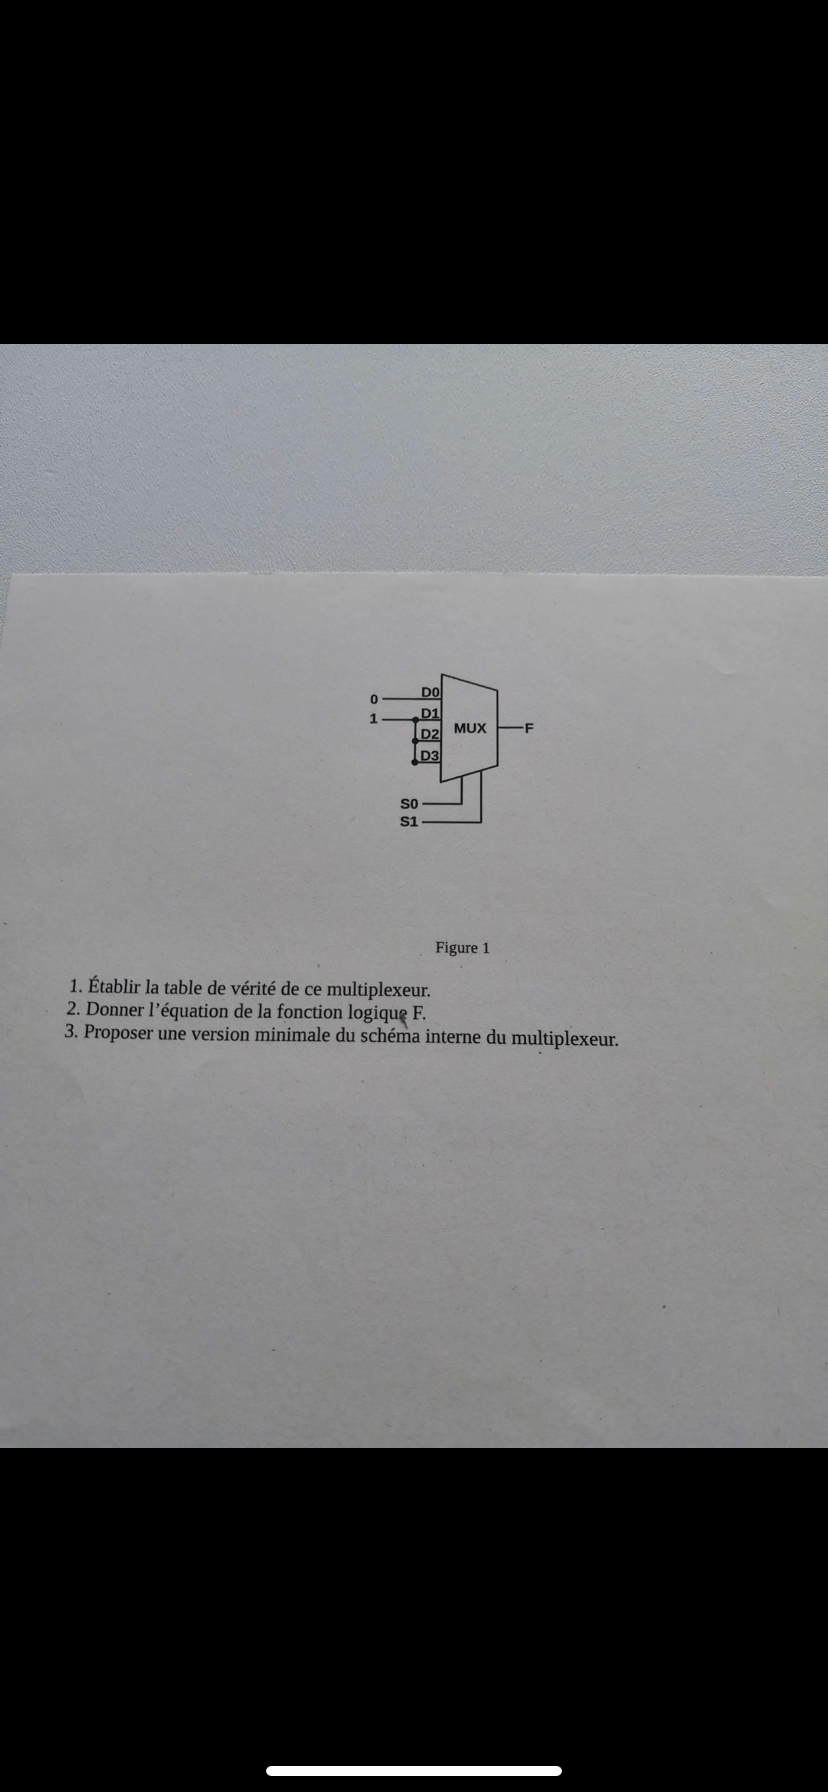 0
1
D0
D1
D2
D3
MUX
F
S0
S1
Figure 1
1. Établir la table de vérité de ce multiplexeur.
2. Donner l’équation de la fonction logique F.
3. Proposer une version minimale du schéma interne du multiplexeur.